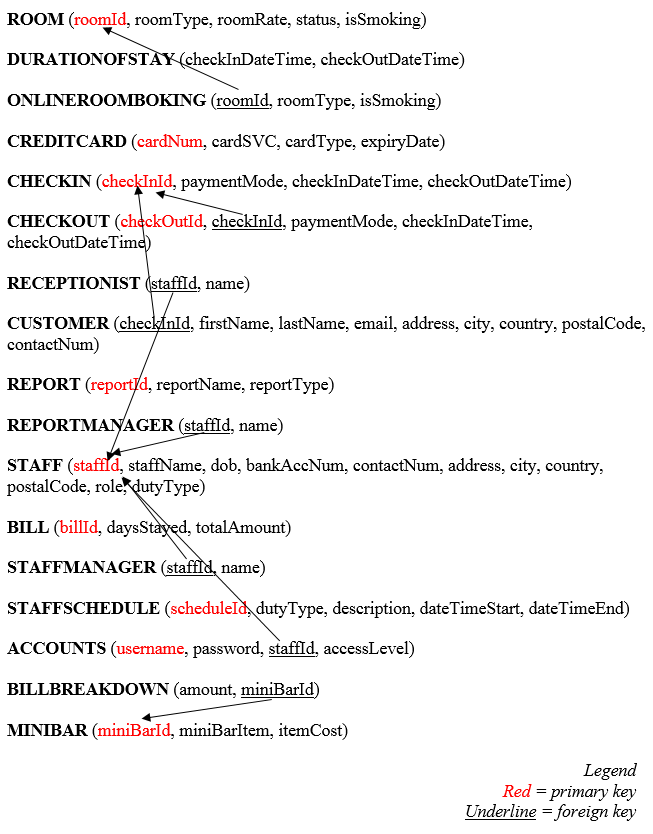 ROOM (roomId, roomType, roomRate, status, isSmoking)
DURATIONOFSTAY (checkInDateTime, checkOutDateTime)
ONLINEROOMBOKING (roomId, roomType, isSmoking)
CREDITCARD (cardNum, cardSVC, cardType, expiryDate)
CHECKIN (checkInId, paymentMode, checkInDateTime, checkOutDateTime)
CHECKOUT (checkOutId, checkInId, paymentMode, checkInDateTime,
checkOutDateTime)
RECEPTIONIST (staffId, name)
CUSTOMER (checkInId, firstName, lastName, email, address, city, country, postalCode,
contactNum)
REPORT (reportId, reportName, reportType)
REPORTMANAGER (staffId, name)
STAFF (staffId, staffName, dob, bankAccNum, contactNum, address, city, country,
postalCode, role, dutyType)
BILL (billId, daysStayed, totalAmount)
STAFFMANAGER (staffId, name)
STAFFSCHEDULE (scheduleId, dutyType, description, dateTimeStart, dateTimeEnd)
ACCOUNTS (username, password, staffId, accessLevel)
BILLBREAKDOWN (amount, miniBarId)
MINIBAR (miniBarId, miniBarItem, itemCost)
Legend
Red = primary key
Underline = foreign key